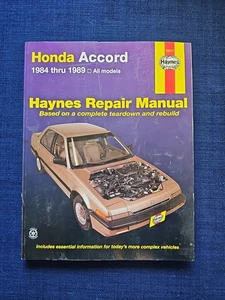 Honda Accord
1984 thru 1989 □ All models
Haynes
Haynes Repair Manual
Based on a complete teardown and rebuild
Includes essential information for today's more complex vehicles